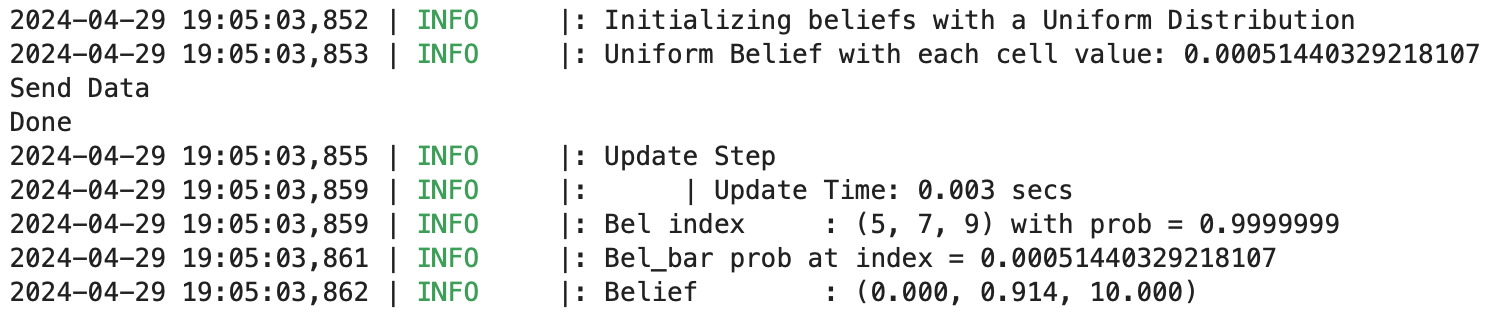 2024-04-29 19:05:03,852 | INFO     |: Initializing beliefs with a Uniform Distribution
2024-04-29 19:05:03,853 | INFO     |: Uniform Belief with each cell value: 0.00051440329218107
Send Data
Done
2024-04-29 19:05:03,855 | INFO     |: Update Step
2024-04-29 19:05:03,859 | INFO     |:      | Update Time: 0.003 secs
2024-04-29 19:05:03,859 | INFO     |: Bel index     : (5, 7, 9) with prob = 0.9999999
2024-04-29 19:05:03,861 | INFO     |: Bel_bar prob at index = 0.00051440329218107
2024-04-29 19:05:03,862 | INFO     |: Belief        : (0.000, 0.914, 10.000)